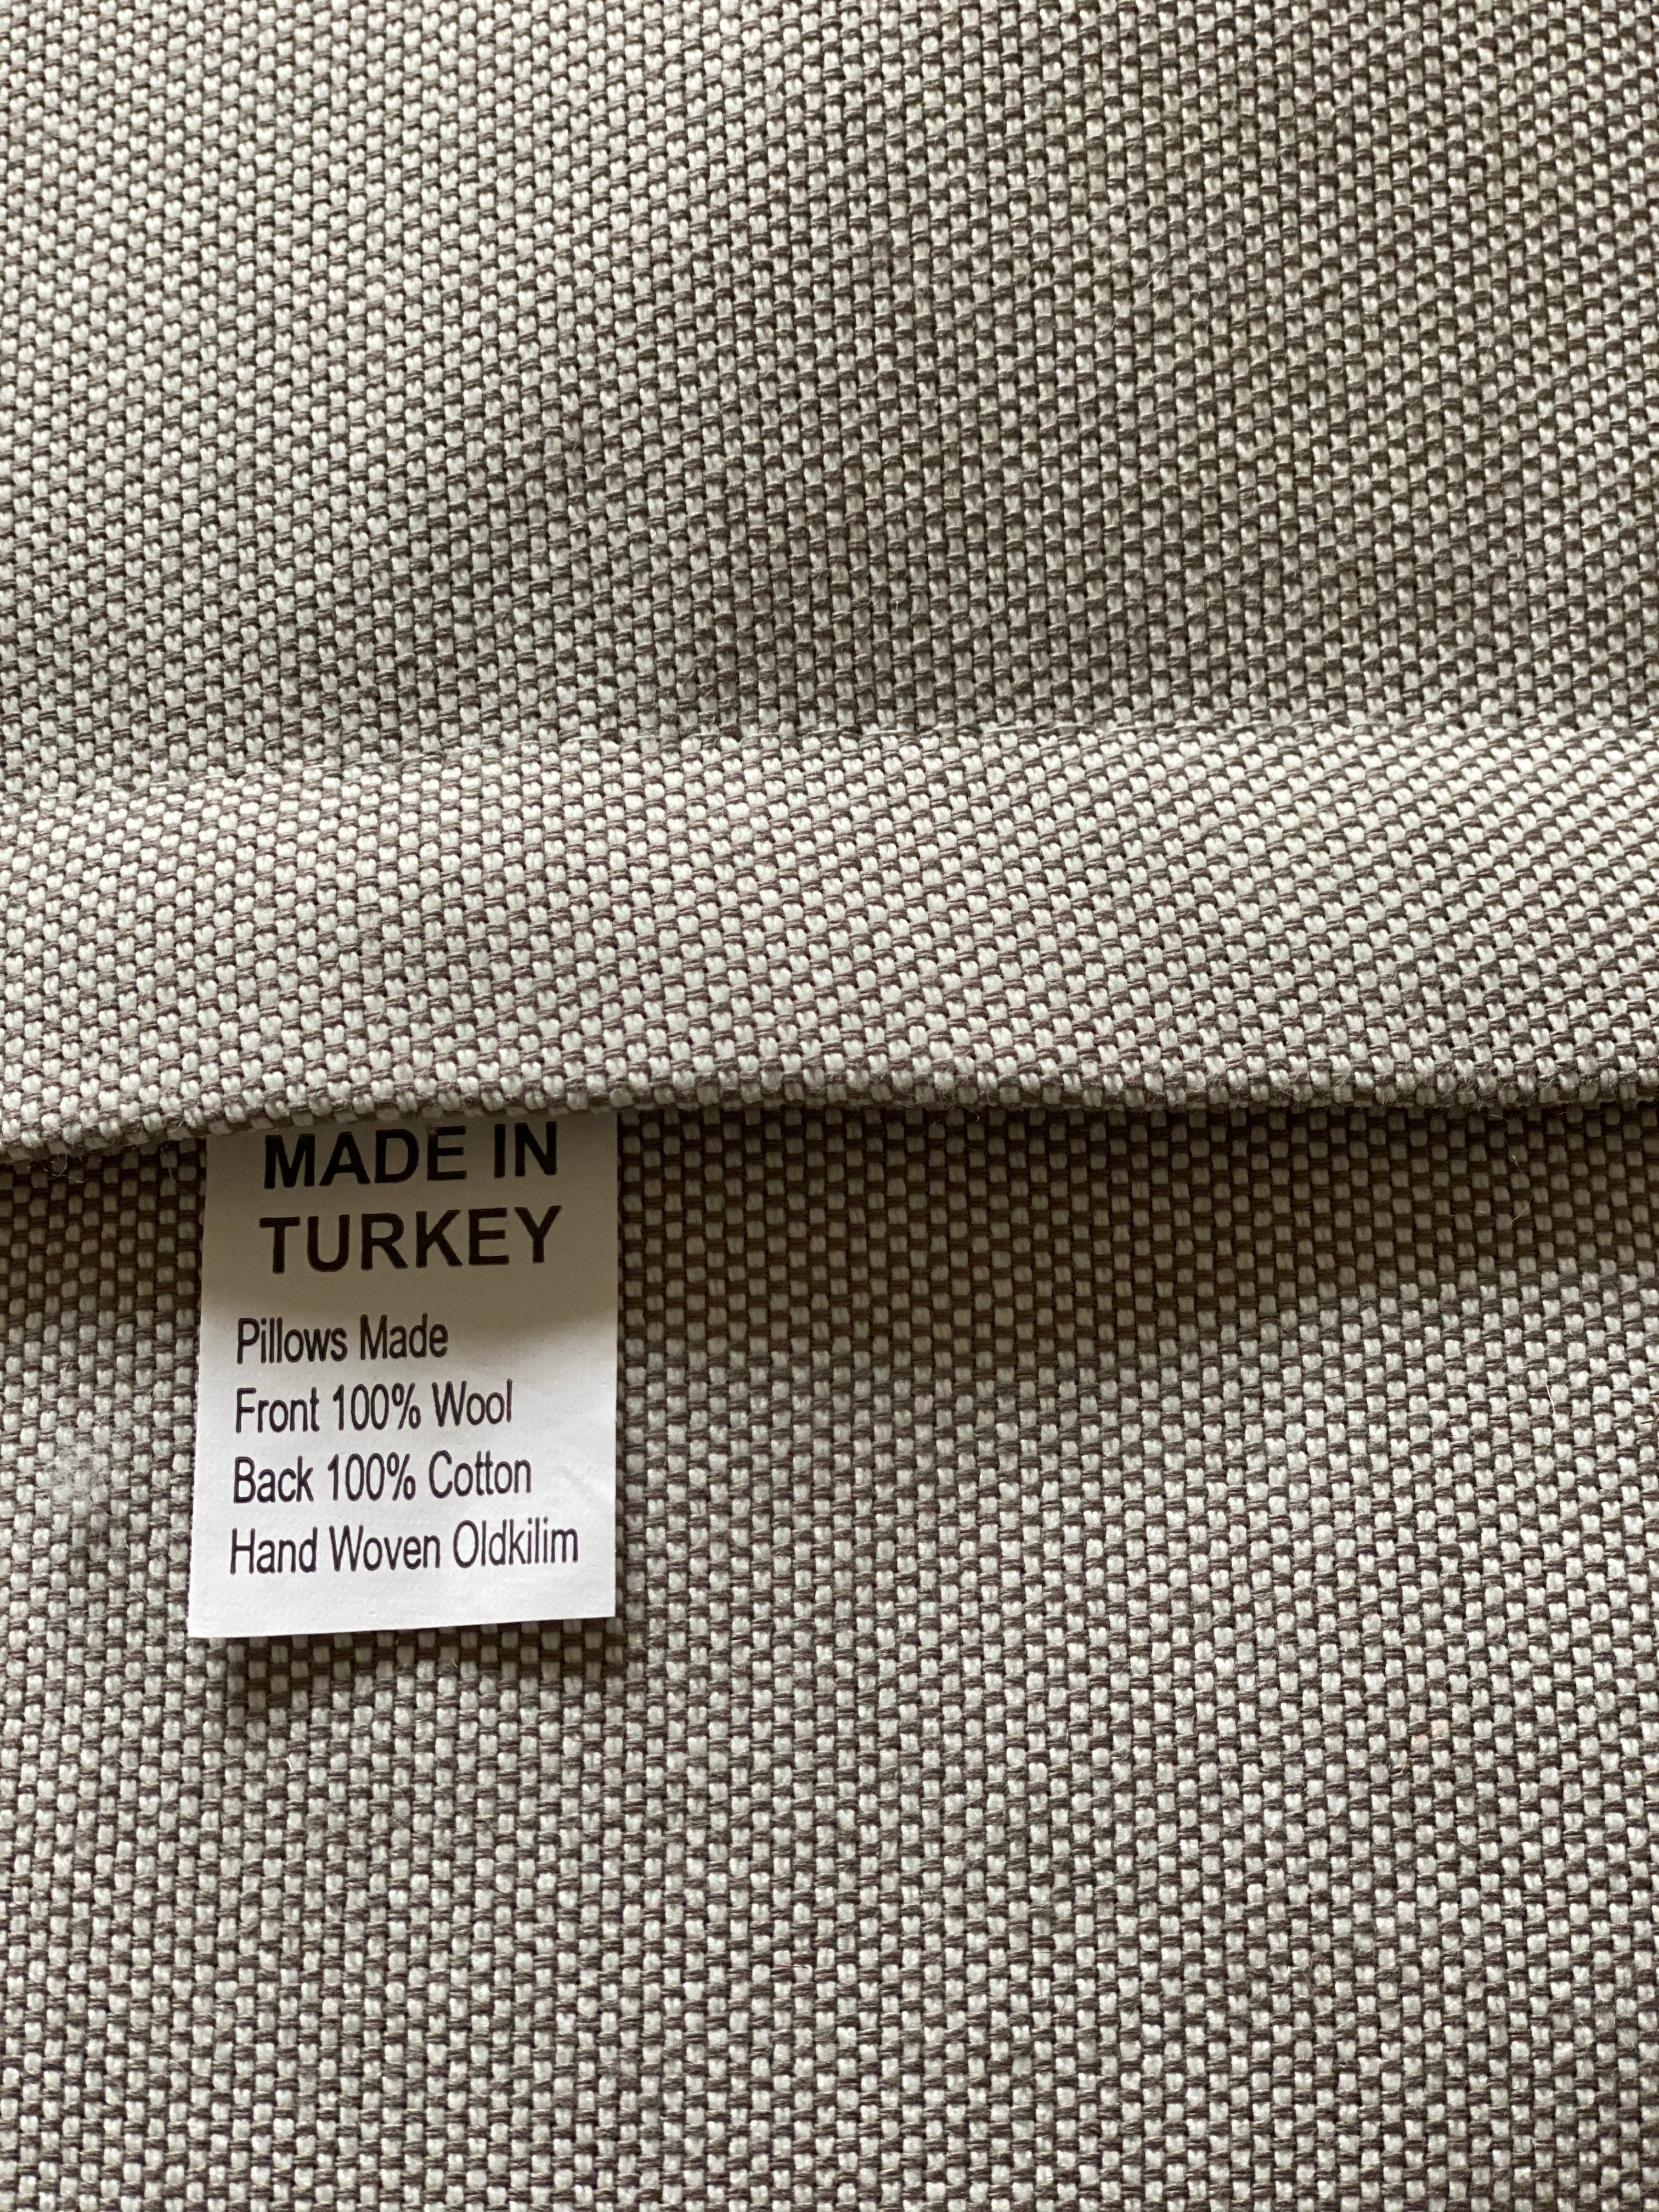 MADE IN
TURKEY
Pillows Made
Front 100% Wool
Back 100% Cotton
Hand Woven Oldkilim